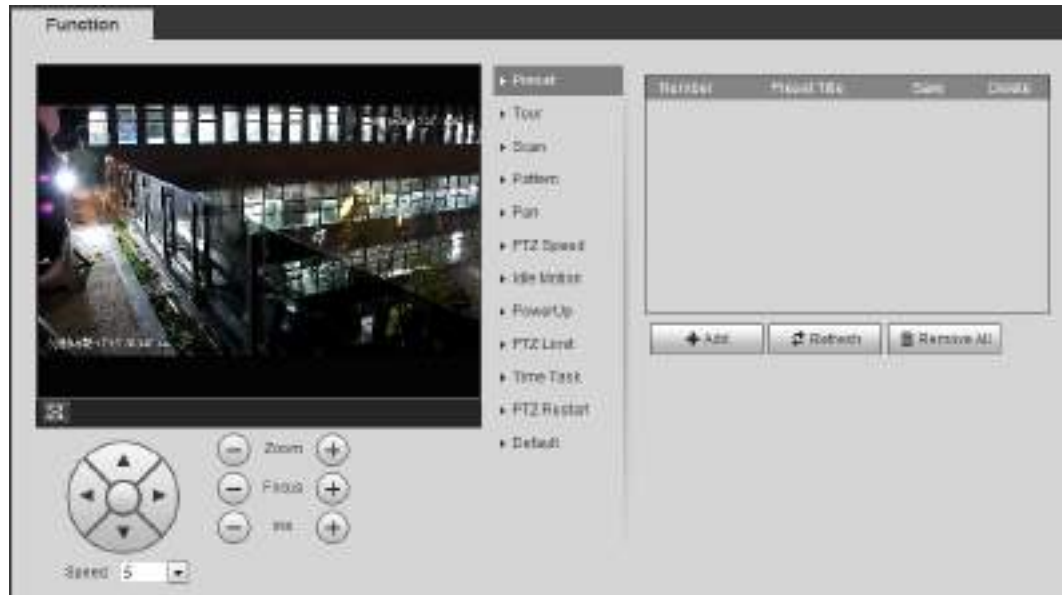 Function
Preset
Tour
Scan
Pattern
Pan
PTZ Speed
Idle Motion
PowerUp
PTZ Limit
Time Task
PTZ Restart
Default
Number Preset Title Save Delete
Add Refresh Remove All
Zoom
Focus
Iris
Speed 5